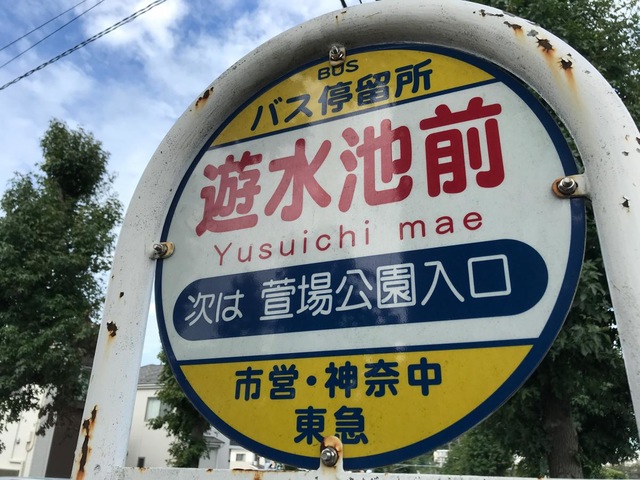 BUS
バス停留所
遊水池前
Yusuichi mae
次は 萱場公園入口
市営・神奈中
東急